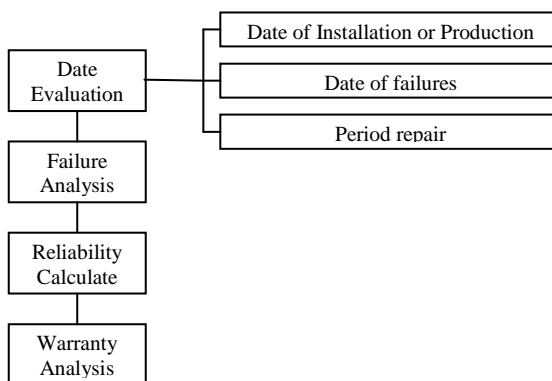 Date of Installation or Production
Date
Evaluation
Date of failures
Period repair
Failure
Analysis
Reliability
Calculate
Warranty
Analysis